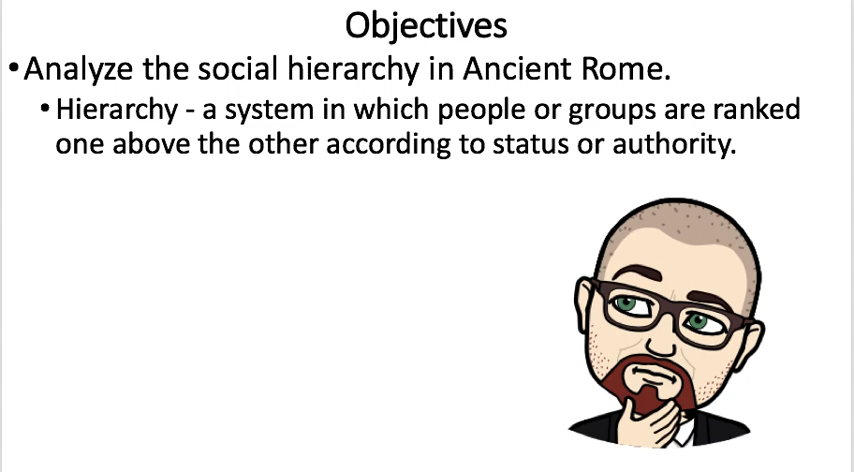 Objectives
•Analyze the social hierarchy in Ancient Rome.
•Hierarchy - a system in which people or groups are ranked
one above the other according to status or authority.